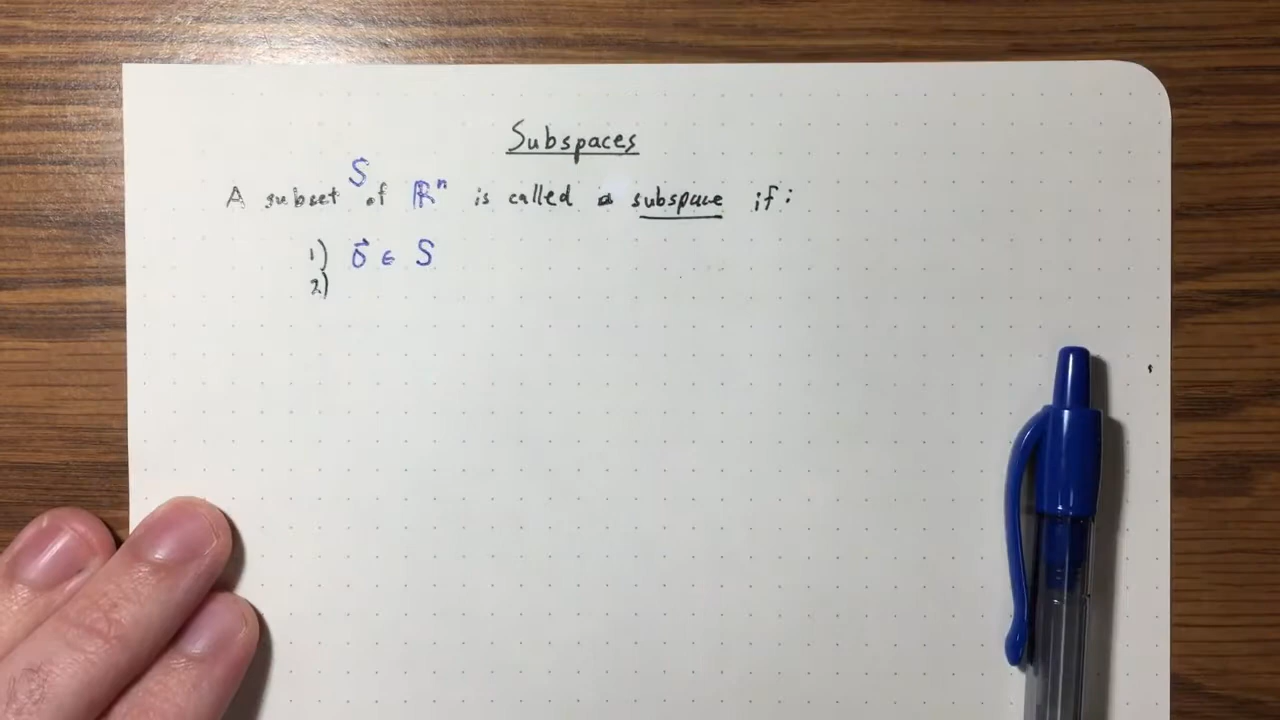 Subspaces
A subset S of ℝⁿ is called a subspace if:
1) 0⃗ ∈ S
2)